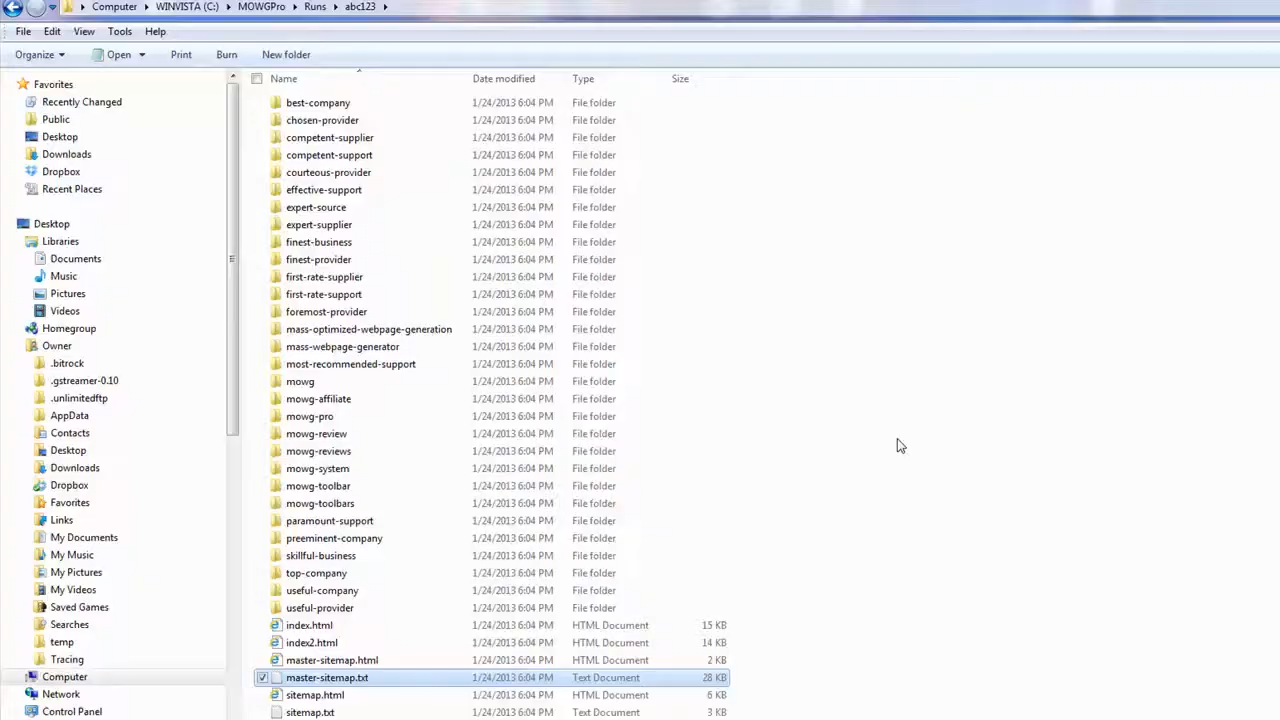 Computer WINVISTA (C:) MOWGPro Runs abc123
File Edit View Tools Help
Organize Open Print Burn New folder
Favorites
Recently Changed
Public
Desktop
Downloads
Dropbox
Recent Places
Desktop
Libraries
Documents
Music
Pictures
Videos
Homegroup
Owner
.bitrock
.gstreamer-0.10
.unlimitedftp
AppData
Contacts
Desktop
Downloads
Dropbox
Favorites
Links
My Documents
My Music
My Pictures
My Videos
Saved Games
Searches
temp
Tracing
Computer
Network
Control Panel
Name Date modified Type Size
best-company 1/24/2013 6:04 PM File folder
chosen-provider 1/24/2013 6:04 PM File folder
competent-supplier 1/24/2013 6:04 PM File folder
competent-support 1/24/2013 6:04 PM File folder
courteous-provider 1/24/2013 6:04 PM File folder
effective-support 1/24/2013 6:04 PM File folder
expert-source 1/24/2013 6:04 PM File folder
expert-supplier 1/24/2013 6:04 PM File folder
finest-business 1/24/2013 6:04 PM File folder
finest-provider 1/24/2013 6:04 PM File folder
first-rate-supplier 1/24/2013 6:04 PM File folder
first-rate-support 1/24/2013 6:04 PM File folder
foremost-provider 1/24/2013 6:04 PM File folder
mass-optimized-webpage-generation 1/24/2013 6:04 PM File folder
mass-webpage-generator 1/24/2013 6:04 PM File folder
most-recommended-support 1/24/2013 6:04 PM File folder
mowg 1/24/2013 6:04 PM File folder
mowg-affiliate 1/24/2013 6:04 PM File folder
mowg-pro 1/24/2013 6:04 PM File folder
mowg-review 1/24/2013 6:04 PM File folder
mowg-reviews 1/24/2013 6:04 PM File folder
mowg-system 1/24/2013 6:04 PM File folder
mowg-toolbar 1/24/2013 6:04 PM File folder
mowg-toolbars 1/24/2013 6:04 PM File folder
paramount-support 1/24/2013 6:04 PM File folder
preeminent-company 1/24/2013 6:04 PM File folder
skillful-business 1/24/2013 6:04 PM File folder
top-company 1/24/2013 6:04 PM File folder
useful-company 1/24/2013 6:04 PM File folder
useful-provider 1/24/2013 6:04 PM File folder
index.html 1/24/2013 6:04 PM HTML Document 15 KB
index2.html 1/24/2013 6:04 PM HTML Document 14 KB
master-sitemap.html 1/24/2013 6:04 PM HTML Document 2 KB
master-sitemap.txt 1/24/2013 6:04 PM Text Document 28 KB
sitemap.html 1/24/2013 6:04 PM HTML Document 6 KB
sitemap.txt 1/24/2013 6:04 PM Text Document 3 KB